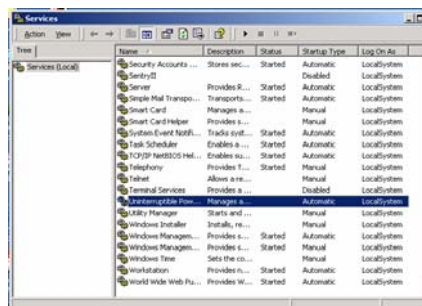 Services
Action View
Tree
Services (Local)
Name Description Status Startup Type Log On As
Security Accounts ... Stores sec... Started Automatic LocalSystem
SentryII Disabled LocalSystem
Server Provides R... Started Automatic LocalSystem
Simple Mail Transpo... Transports... Started Automatic LocalSystem
Smart Card Manages a... Manual LocalSystem
Smart Card Helper Provides s... Manual LocalSystem
System Event Notifi... Tracks syst... Started Automatic LocalSystem
Task Scheduler Enables a ... Started Automatic LocalSystem
TCP/IP NetBIOS Hel... Enables su... Started Automatic LocalSystem
Telephony Provides T... Started Manual LocalSystem
Telnet Allows a re... Manual LocalSystem
Terminal Services Provides a ... Disabled LocalSystem
Uninterruptible Pow... Manages a... Automatic LocalSystem
Utility Manager Starts and ... Manual LocalSystem
Windows Installer Installs, re... Manual LocalSystem
Windows Managem... Provides s... Started Automatic LocalSystem
Windows Managem... Provides s... Started Manual LocalSystem
Windows Time Sets the co... Manual LocalSystem
Workstation Provides n... Started Automatic LocalSystem
World Wide Web Pu... Provides W... Started Automatic LocalSystem